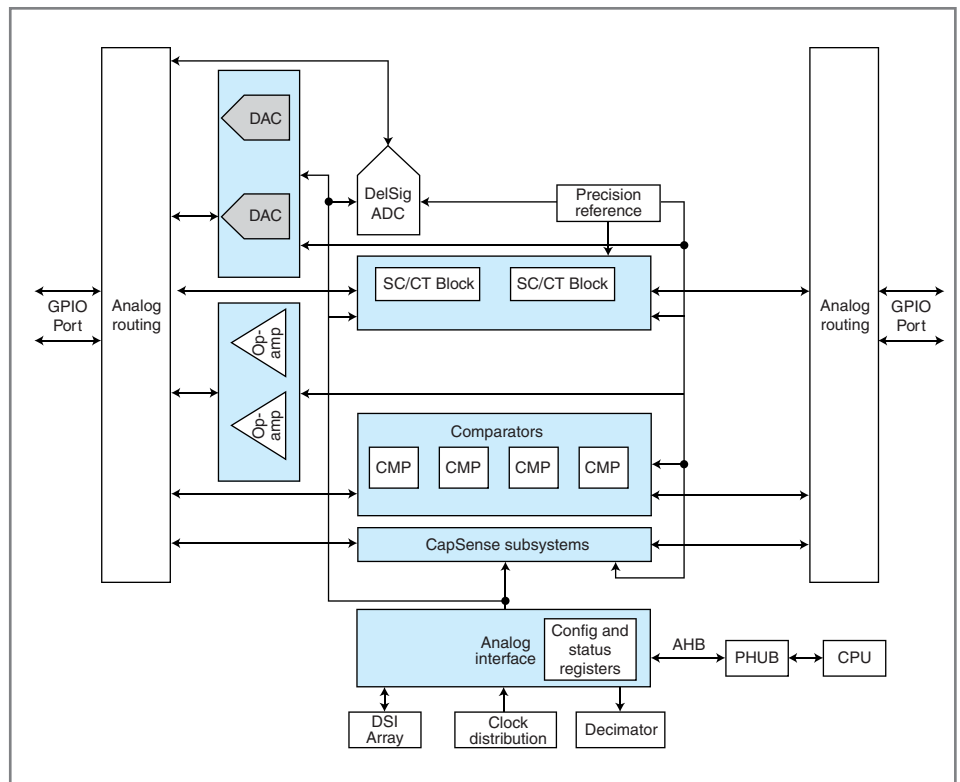 DAC
DelSig
ADC
DAC
Precision
reference
SC/CT Block
SC/CT Block
GPIO
Port
Analog
routing
Analog
routing
GPIO
Port
Op-
amp
Op-
amp
Comparators
CMP
CMP
CMP
CMP
CapSense subsystems
Analog
interface
Config and
status
registers
AHB
PHUB
CPU
DSI
Array
Clock
distribution
Decimator